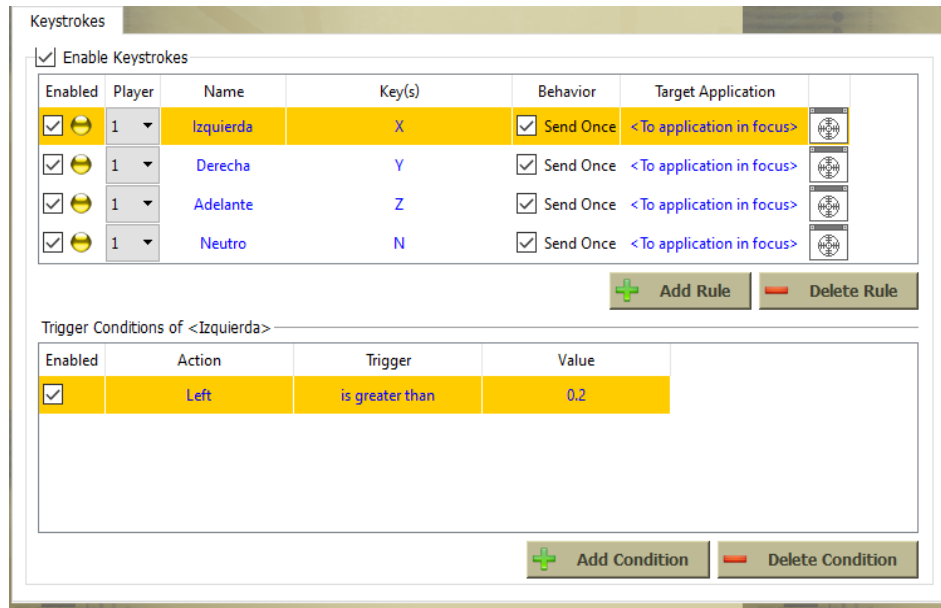 Keystrokes
Enable Keystrokes
Enabled Player Name Key(s) Behavior Target Application
1 Izquierda X Send Once <To application in focus>
1 Derecha Y Send Once <To application in focus>
1 Adelante Z Send Once <To application in focus>
1 Neutro N Send Once <To application in focus>
Add Rule Delete Rule
Trigger Conditions of <Izquierda>
Enabled Action Trigger Value
Left is greater than 0.2
Add Condition Delete Condition